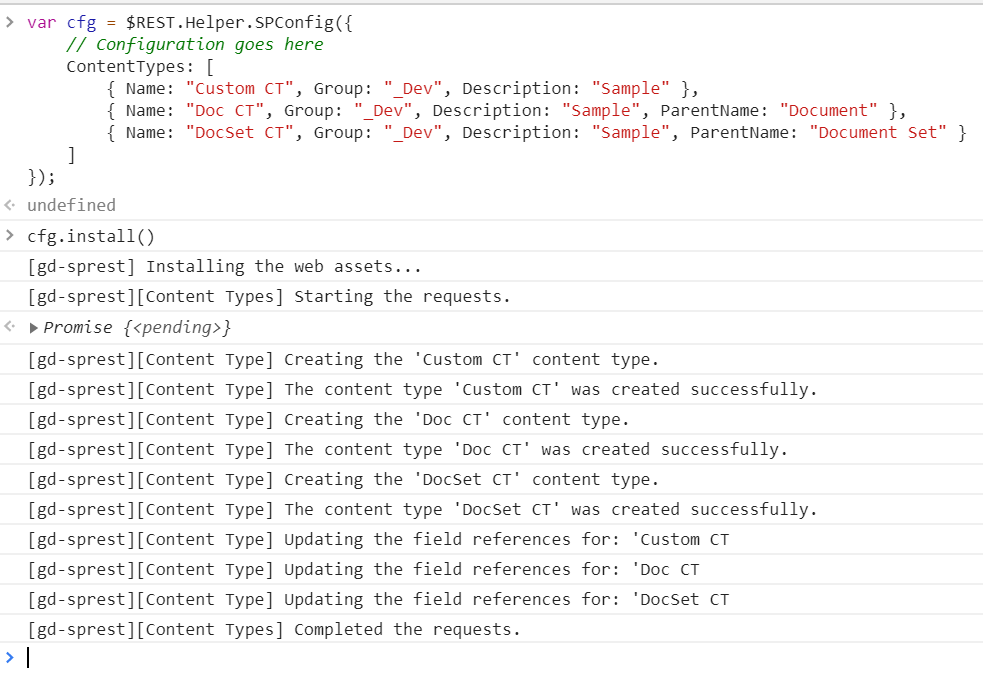 > var cfg = $REST.Helper.SPConfig({
// Configuration goes here
ContentTypes: [
{ Name: "Custom CT", Group: "_Dev", Description: "Sample" },
{ Name: "Doc CT", Group: "_Dev", Description: "Sample", ParentName: "Document" },
{ Name: "DocSet CT", Group: "_Dev", Description: "Sample", ParentName: "Document Set" }
]
});
undefined
> cfg.install()
[gd-sprest] Installing the web assets...
[gd-sprest][Content Types] Starting the requests.
Promise {<pending>}
[gd-sprest][Content Type] Creating the 'Custom CT' content type.
[gd-sprest][Content Type] The content type 'Custom CT' was created successfully.
[gd-sprest][Content Type] Creating the 'Doc CT' content type.
[gd-sprest][Content Type] The content type 'Doc CT' was created successfully.
[gd-sprest][Content Type] Creating the 'DocSet CT' content type.
[gd-sprest][Content Type] The content type 'DocSet CT' was created successfully.
[gd-sprest][Content Type] Updating the field references for: 'Custom CT
[gd-sprest][Content Type] Updating the field references for: 'Doc CT
[gd-sprest][Content Type] Updating the field references for: 'DocSet CT
[gd-sprest][Content Types] Completed the requests.
>